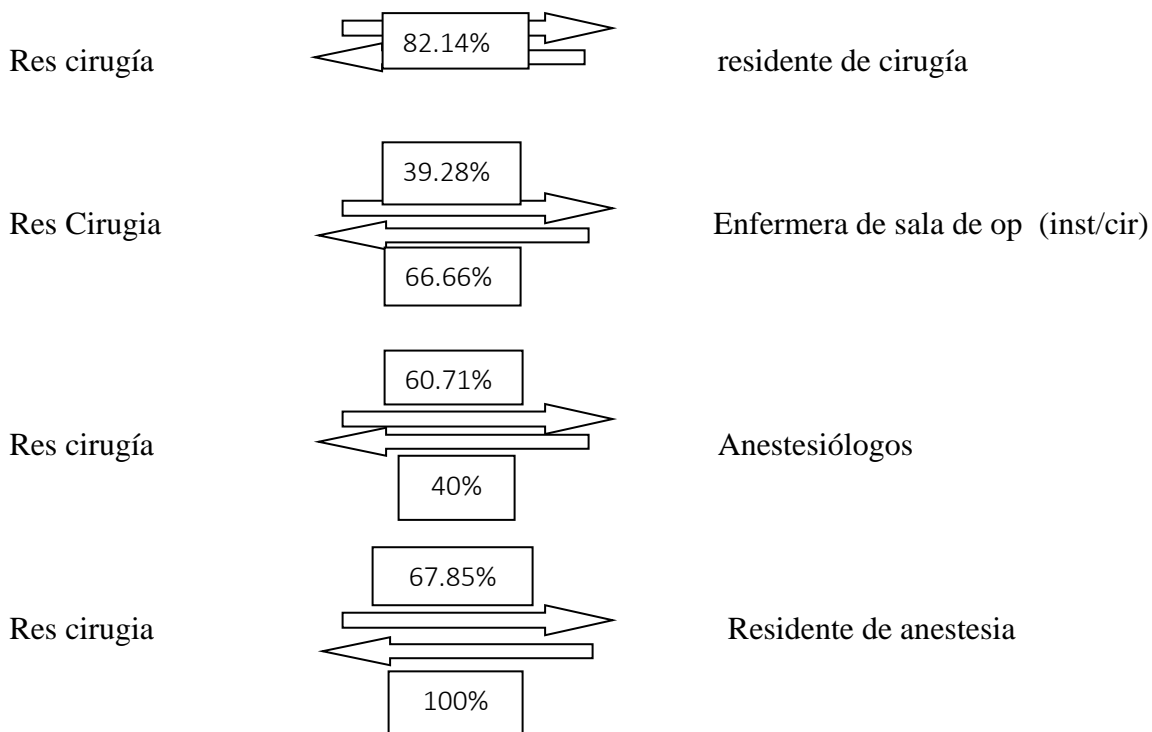 82.14%
Res cirugía residente de cirugía
39.28%
Res Cirugia Enfermera de sala de op (inst/cir)
66.66%
60.71%
Res cirugía Anestesiólogos
40%
67.85%
Res cirugia Residente de anestesia
100%